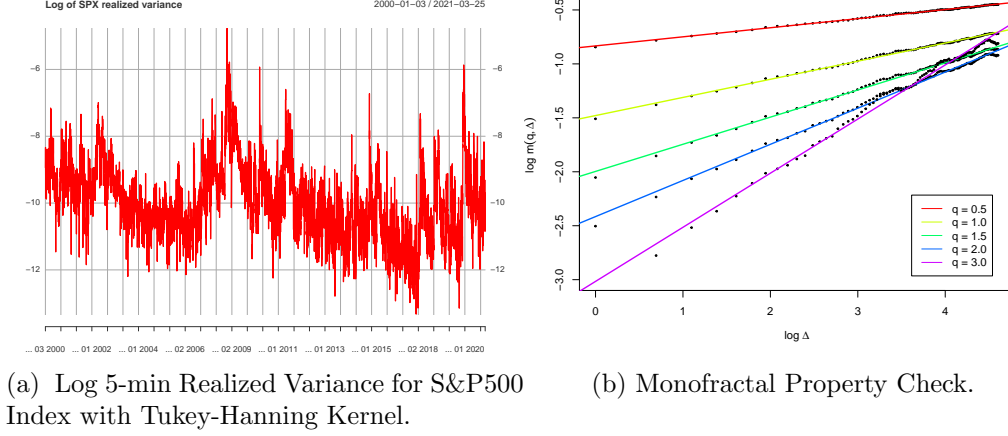 Log of SPX realized variance 2000−01−03 / 2021−03−25
−6 −6
−8 −8
−10 −10
−12 −12
... 03 2000 ... 01 2002 ... 01 2004 ... 02 2006 ... 02 2009 ... 01 2011 ... 01 2013 ... 01 2015 ... 02 2018 ... 01 2020
(a) Log 5-min Realized Variance for S&P500
Index with Tukey-Hanning Kernel.
−0.5
−1.0
−1.5
−2.0
−2.5
−3.0
log m(q, Δ)
q = 0.5
q = 1.0
q = 1.5
q = 2.0
q = 3.0
0 1 2 3 4
log Δ
(b) Monofractal Property Check.